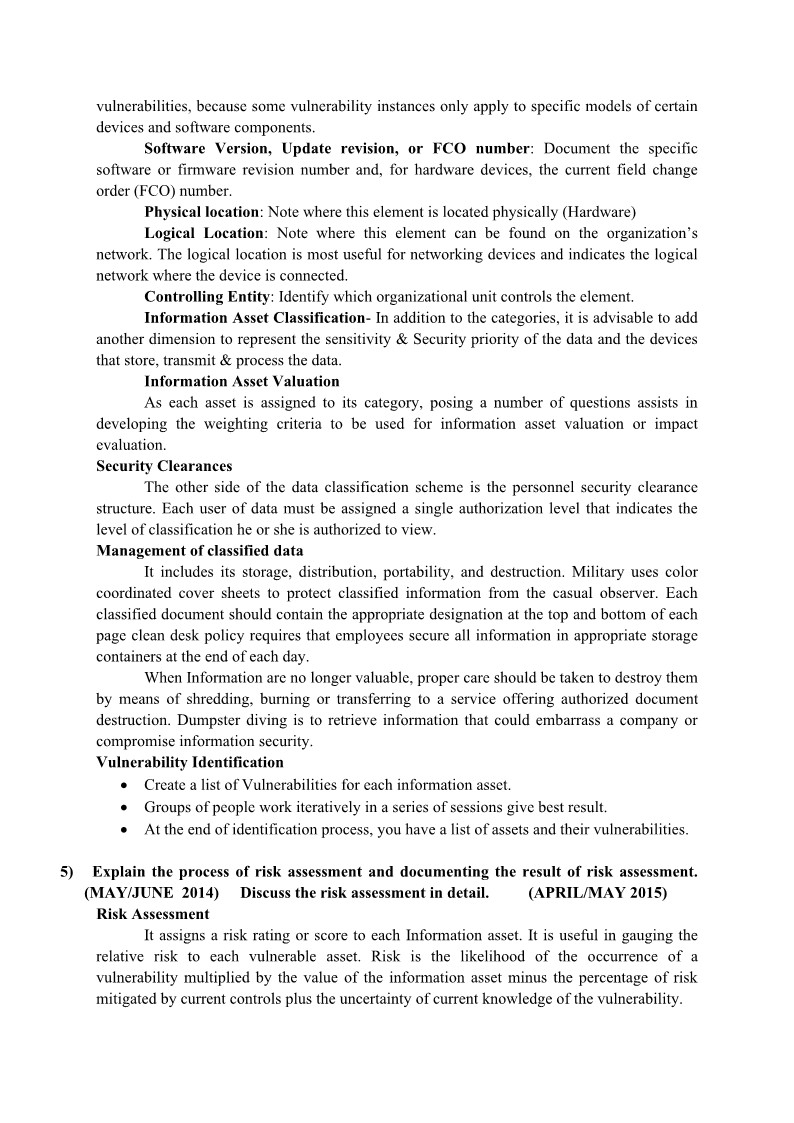 vulnerabilities, because some vulnerability instances only apply to specific models of certain
devices and software components.
Software Version, Update revision, or FCO number: Document the specific
software or firmware revision number and, for hardware devices, the current field change
order (FCO) number.
Physical location: Note where this element is located physically (Hardware)
Logical Location: Note where this element can be found on the organization's
network. The logical location is most useful for networking devices and indicates the logical
network where the device is connected.
Controlling Entity: Identify which organizational unit controls the element.
Information Asset Classification- In addition to the categories, it is advisable to add
another dimension to represent the sensitivity & Security priority of the data and the devices
that store, transmit & process the data.
Information Asset Valuation
As each asset is assigned to its category, posing a number of questions assists in
developing the weighting criteria to be used for information asset valuation or impact
evaluation.
Security Clearances
The other side of the data classification scheme is the personnel security clearance
structure. Each user of data must be assigned a single authorization level that indicates the
level of classification he or she is authorized to view.
Management of classified data
It includes its storage, distribution, portability, and destruction. Military uses color
coordinated cover sheets to protect classified information from the casual observer. Each
classified document should contain the appropriate designation at the top and bottom of each
page clean desk policy requires that employees secure all information in appropriate storage
containers at the end of each day.
When Information are no longer valuable, proper care should be taken to destroy them
by means of shredding, burning or transferring to a service offering authorized document
destruction. Dumpster diving is to retrieve information that could embarrass a company or
compromise information security.
Vulnerability Identification
• Create a list of Vulnerabilities for each information asset.
• Groups of people work iteratively in a series of sessions give best result.
• At the end of identification process, you have a list of assets and their vulnerabilities.
5) Explain the process of risk assessment and documenting the result of risk assessment.
(MAY/JUNE 2014) Discuss the risk assessment in detail. (APRIL/MAY 2015)
Risk Assessment
It assigns a risk rating or score to each Information asset. It is useful in gauging the
relative risk to each vulnerable asset. Risk is the likelihood of the occurrence of a
vulnerability multiplied by the value of the information asset minus the percentage of risk
mitigated by current controls plus the uncertainty of current knowledge of the vulnerability.